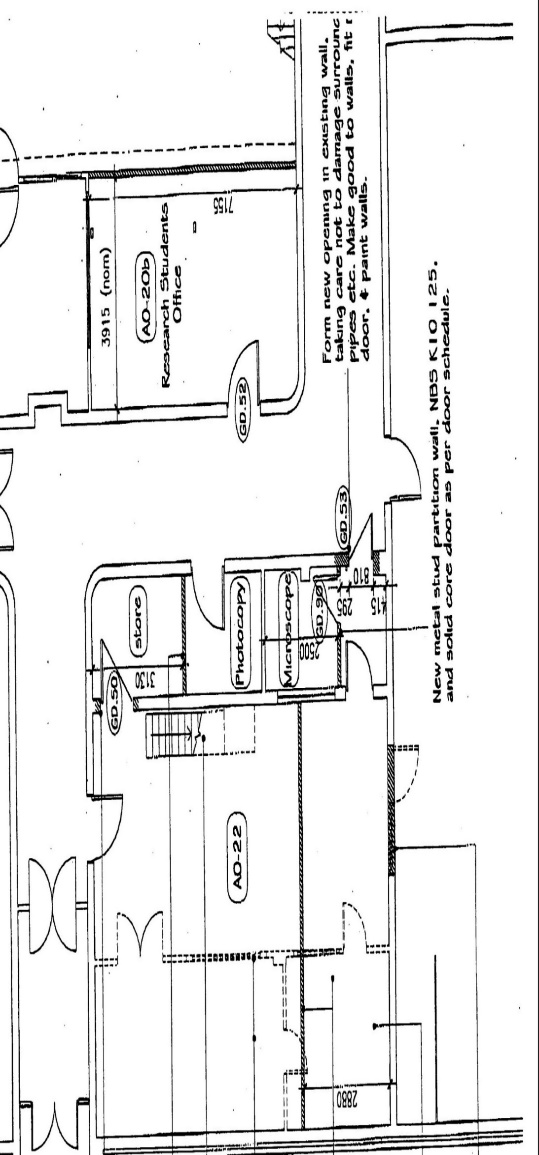 Form new opening in existing wall.
taking care not to damage
pipes etc. Make good to walls, fit
door. & paint walls.
7155
3915 (nom)
AO-20b
Research Students
Office
GD.52
New metal stud partition wall. NBS K10 125.
and solid core door as per door schedule.
GD.53
810
295
415
GD.90
Microscope
2500
Photocopy
store
3130
GD.50
AO-22
2880